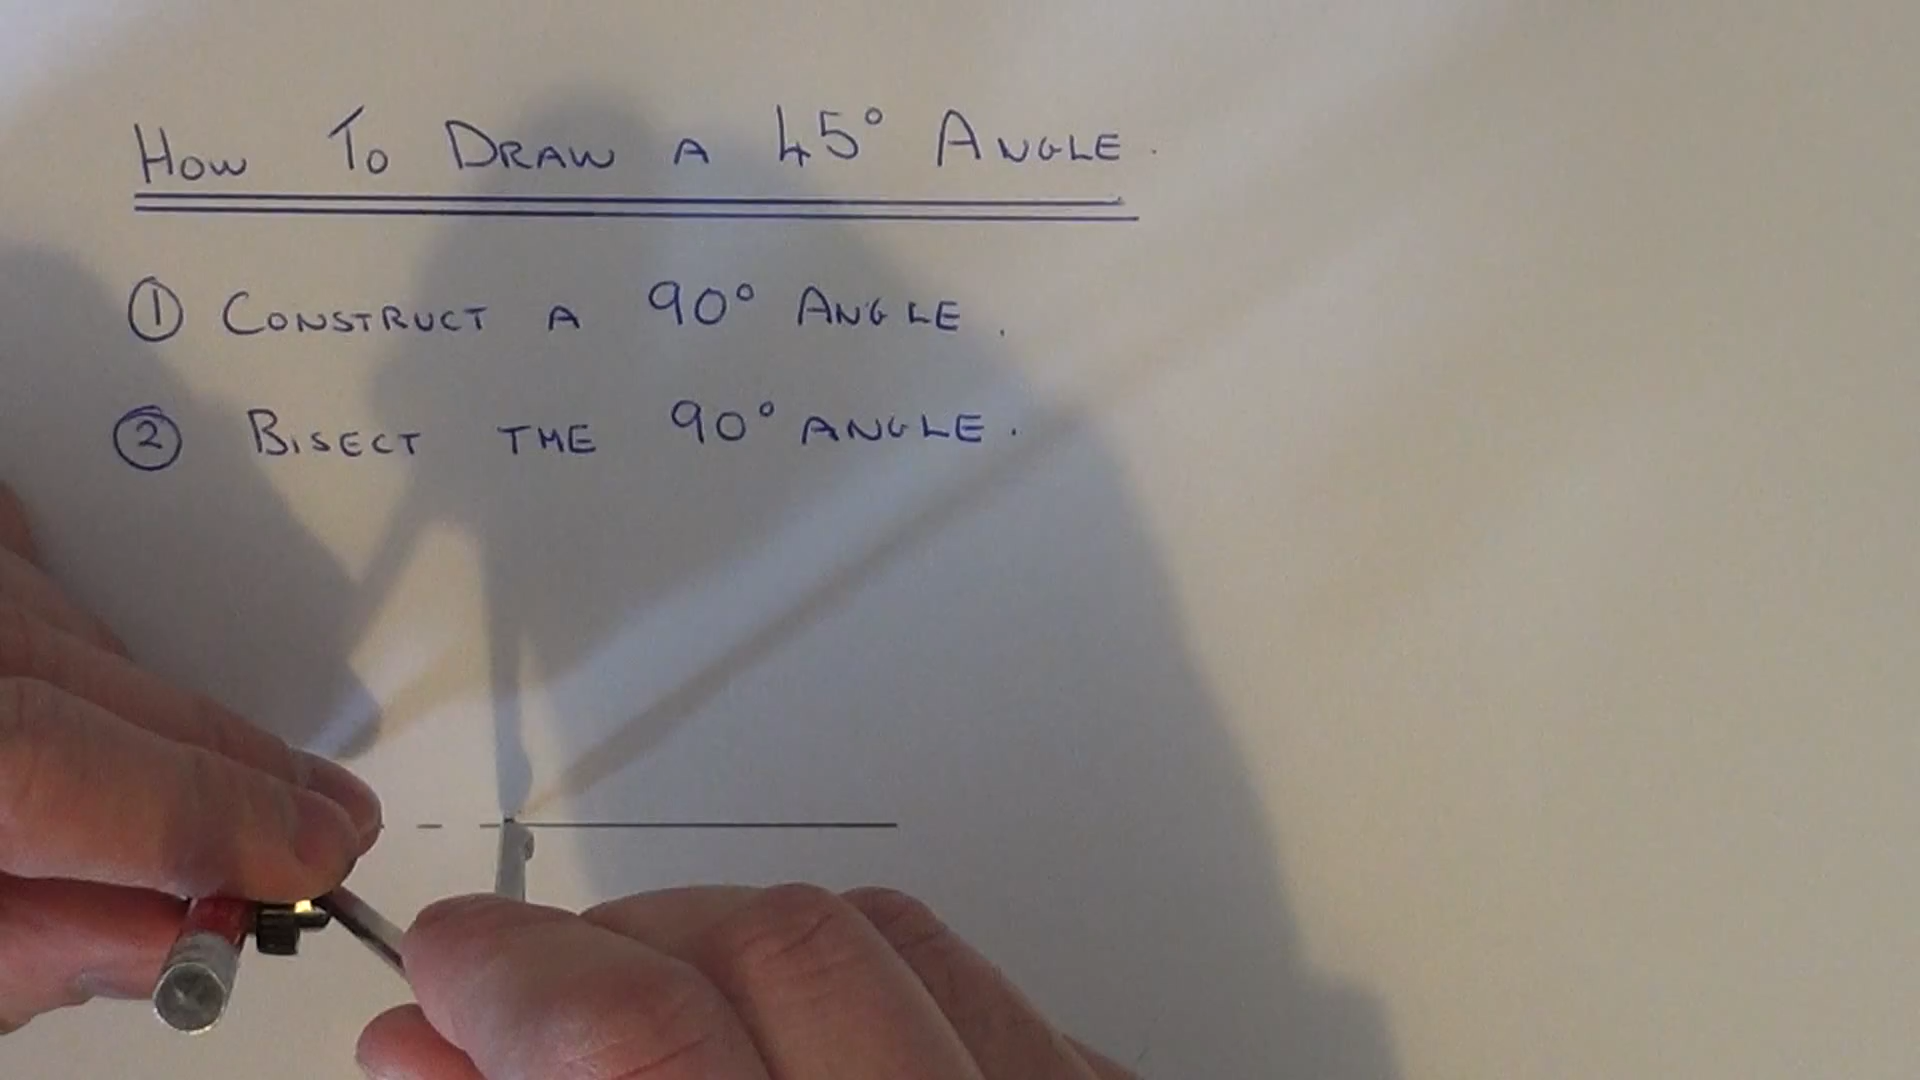 How To DRAW A 45° ANGLE.
① CONSTRUCT A 90° ANGLE.
② BISECT THE 90° ANGLE.